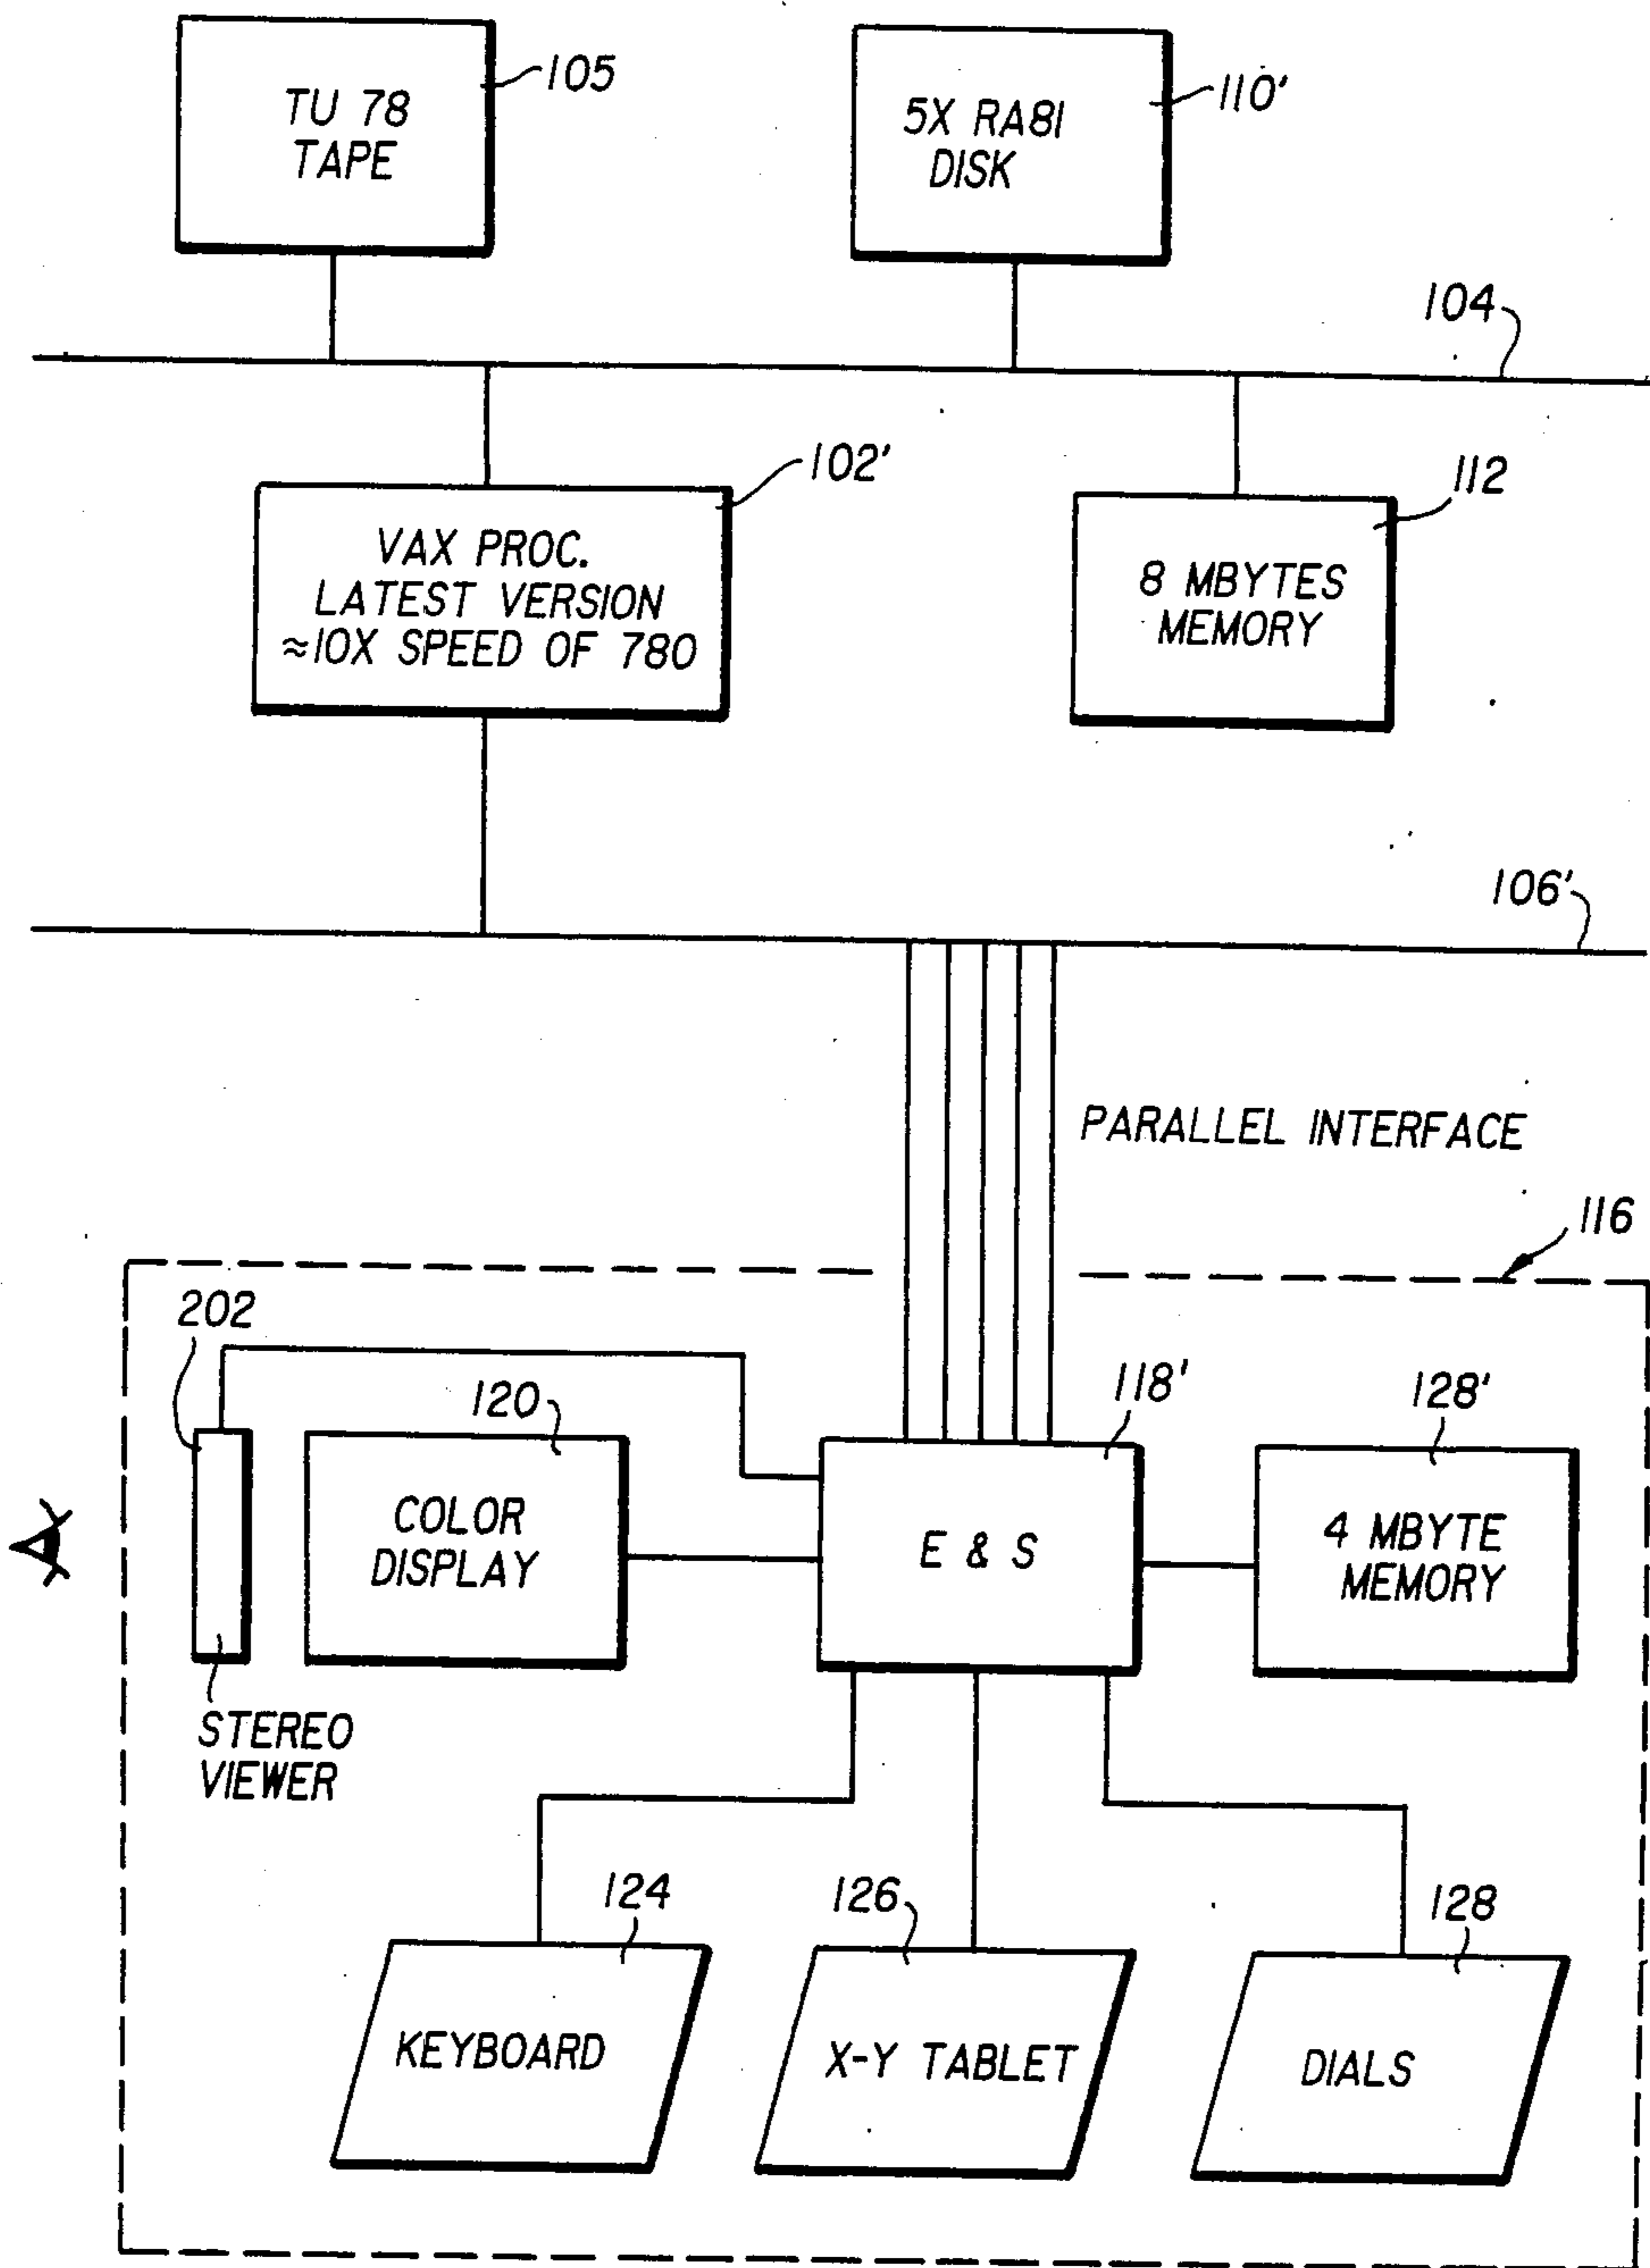 TU 78
TAPE
105
5X RA81
DISK
110'
104
102'
VAX PROC.
LATEST VERSION
≈10X SPEED OF 780
112
8 MBYTES
MEMORY
106'
PARALLEL INTERFACE
116
202
120
COLOR
DISPLAY
118'
E & S
128'
4 MBYTE
MEMORY
STEREO
VIEWER
124
KEYBOARD
126
X-Y TABLET
128
DIALS